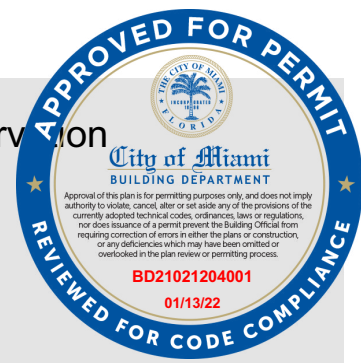 APPROVED FOR PERMIT
THE CITY OF MIAMI
INCORP ORATED
18 96
FLORIDA
City of Miami
BUILDING DEPARTMENT
Approval of this plan is for permitting purposes only, and does not imply
authority to violate, cancel, alter or set aside any of the provisions of the
currently adopted technical codes, ordinances, laws or regulations,
nor does issuance of a permit prevent the Building Official from
requiring correction of errors in either the plans or construction,
or any deficiencies which may have been omitted or
overlooked in the plan review or permitting process.
BD21021204001
01/13/22
REVIEWED FOR CODE COMPLIANCE